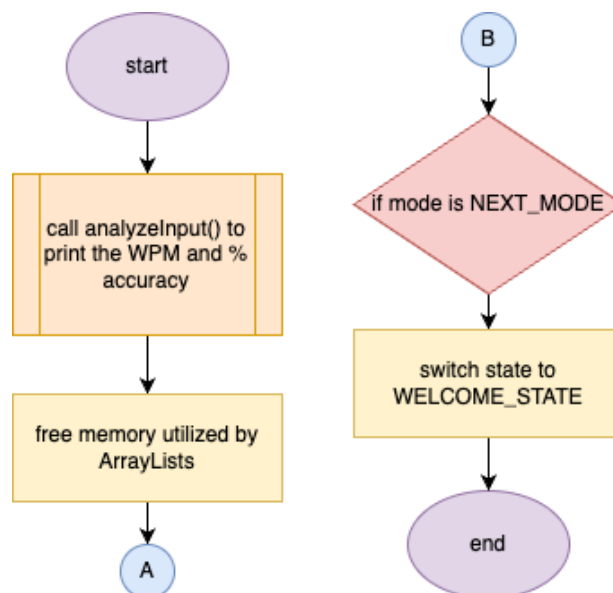 start
call analyzeInput() to
print the WPM and %
accuracy
free memory utilized by
ArrayLists
A
B
if mode is NEXT_MODE
switch state to
WELCOME_STATE
end